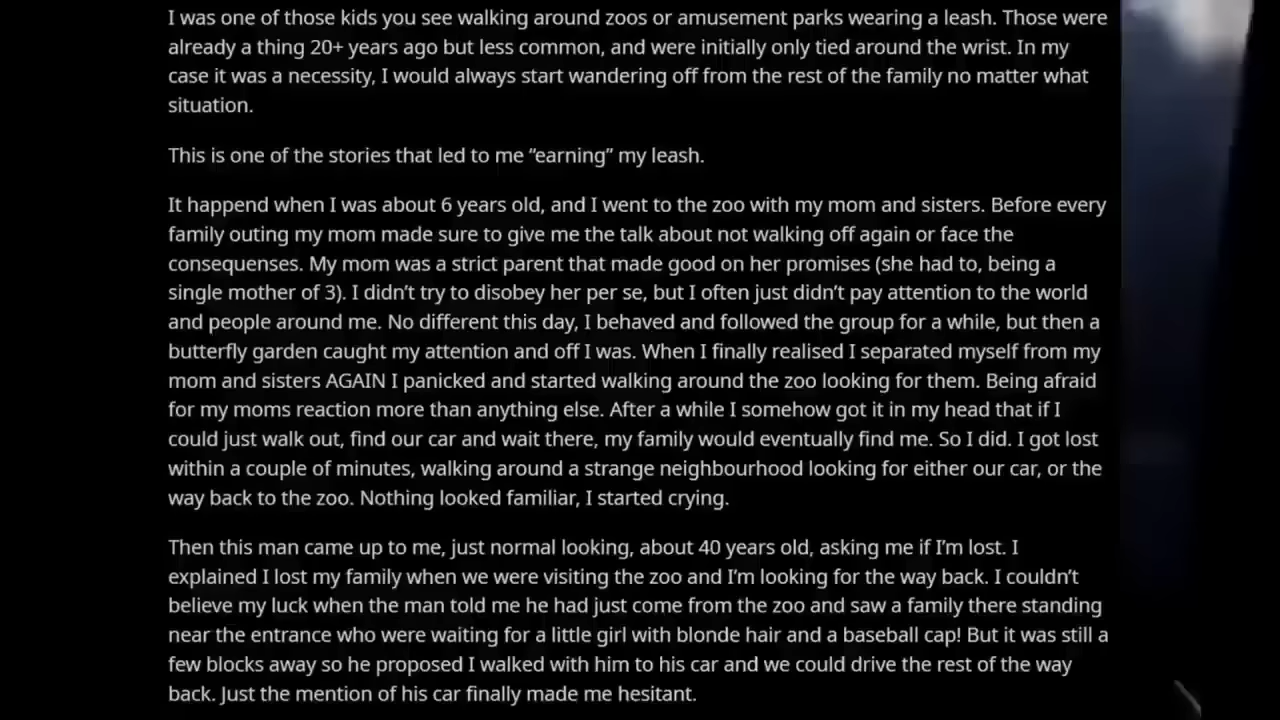 I was one of those kids you see walking around zoos or amusement parks wearing a leash. Those were
already a thing 20+ years ago but less common, and were initially only tied around the wrist. In my
case it was a necessity, I would always start wandering off from the rest of the family no matter what
situation.
This is one of the stories that led to me “earning” my leash.
It happend when I was about 6 years old, and I went to the zoo with my mom and sisters. Before every
family outing my mom made sure to give me the talk about not walking off again or face the
consequenses. My mom was a strict parent that made good on her promises (she had to, being a
single mother of 3). I didn’t try to disobey her per se, but I often just didn’t pay attention to the world
and people around me. No different this day, I behaved and followed the group for a while, but then a
butterfly garden caught my attention and off I was. When I finally realised I separated myself from my
mom and sisters AGAIN I panicked and started walking around the zoo looking for them. Being afraid
for my moms reaction more than anything else. After a while I somehow got it in my head that if I
could just walk out, find our car and wait there, my family would eventually find me. So I did. I got lost
within a couple of minutes, walking around a strange neighbourhood looking for either our car, or the
way back to the zoo. Nothing looked familiar, I started crying.
Then this man came up to me, just normal looking, about 40 years old, asking me if I’m lost. I
explained I lost my family when we were visiting the zoo and I’m looking for the way back. I couldn’t
believe my luck when the man told me he had just come from the zoo and saw a family there standing
near the entrance who were waiting for a little girl with blonde hair and a baseball cap! But it was still a
few blocks away so he proposed I walked with him to his car and we could drive the rest of the way
back. Just the mention of his car finally made me hesitant.